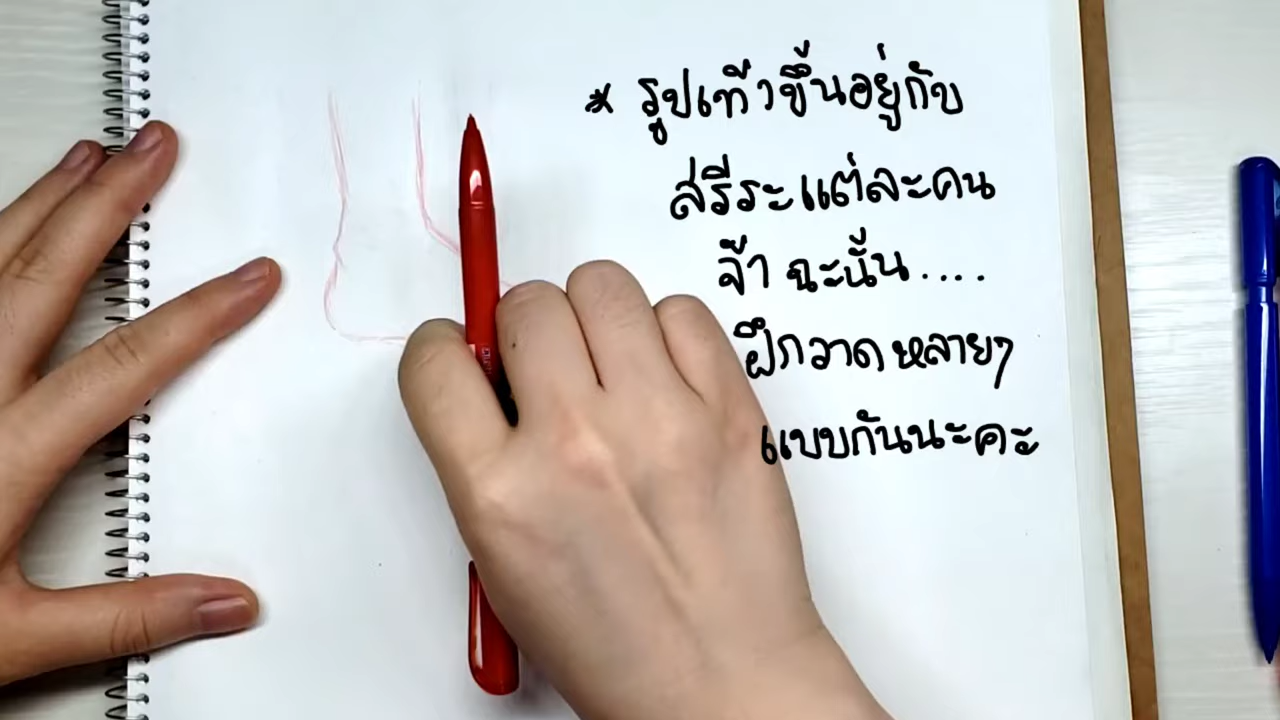 * รูปเท้าขึ้นอยู่กับ
สรีระแต่ละคน
จ้า ฉะนั้น....
ฝึกวาดหลายๆ
แบบกันนะคะ